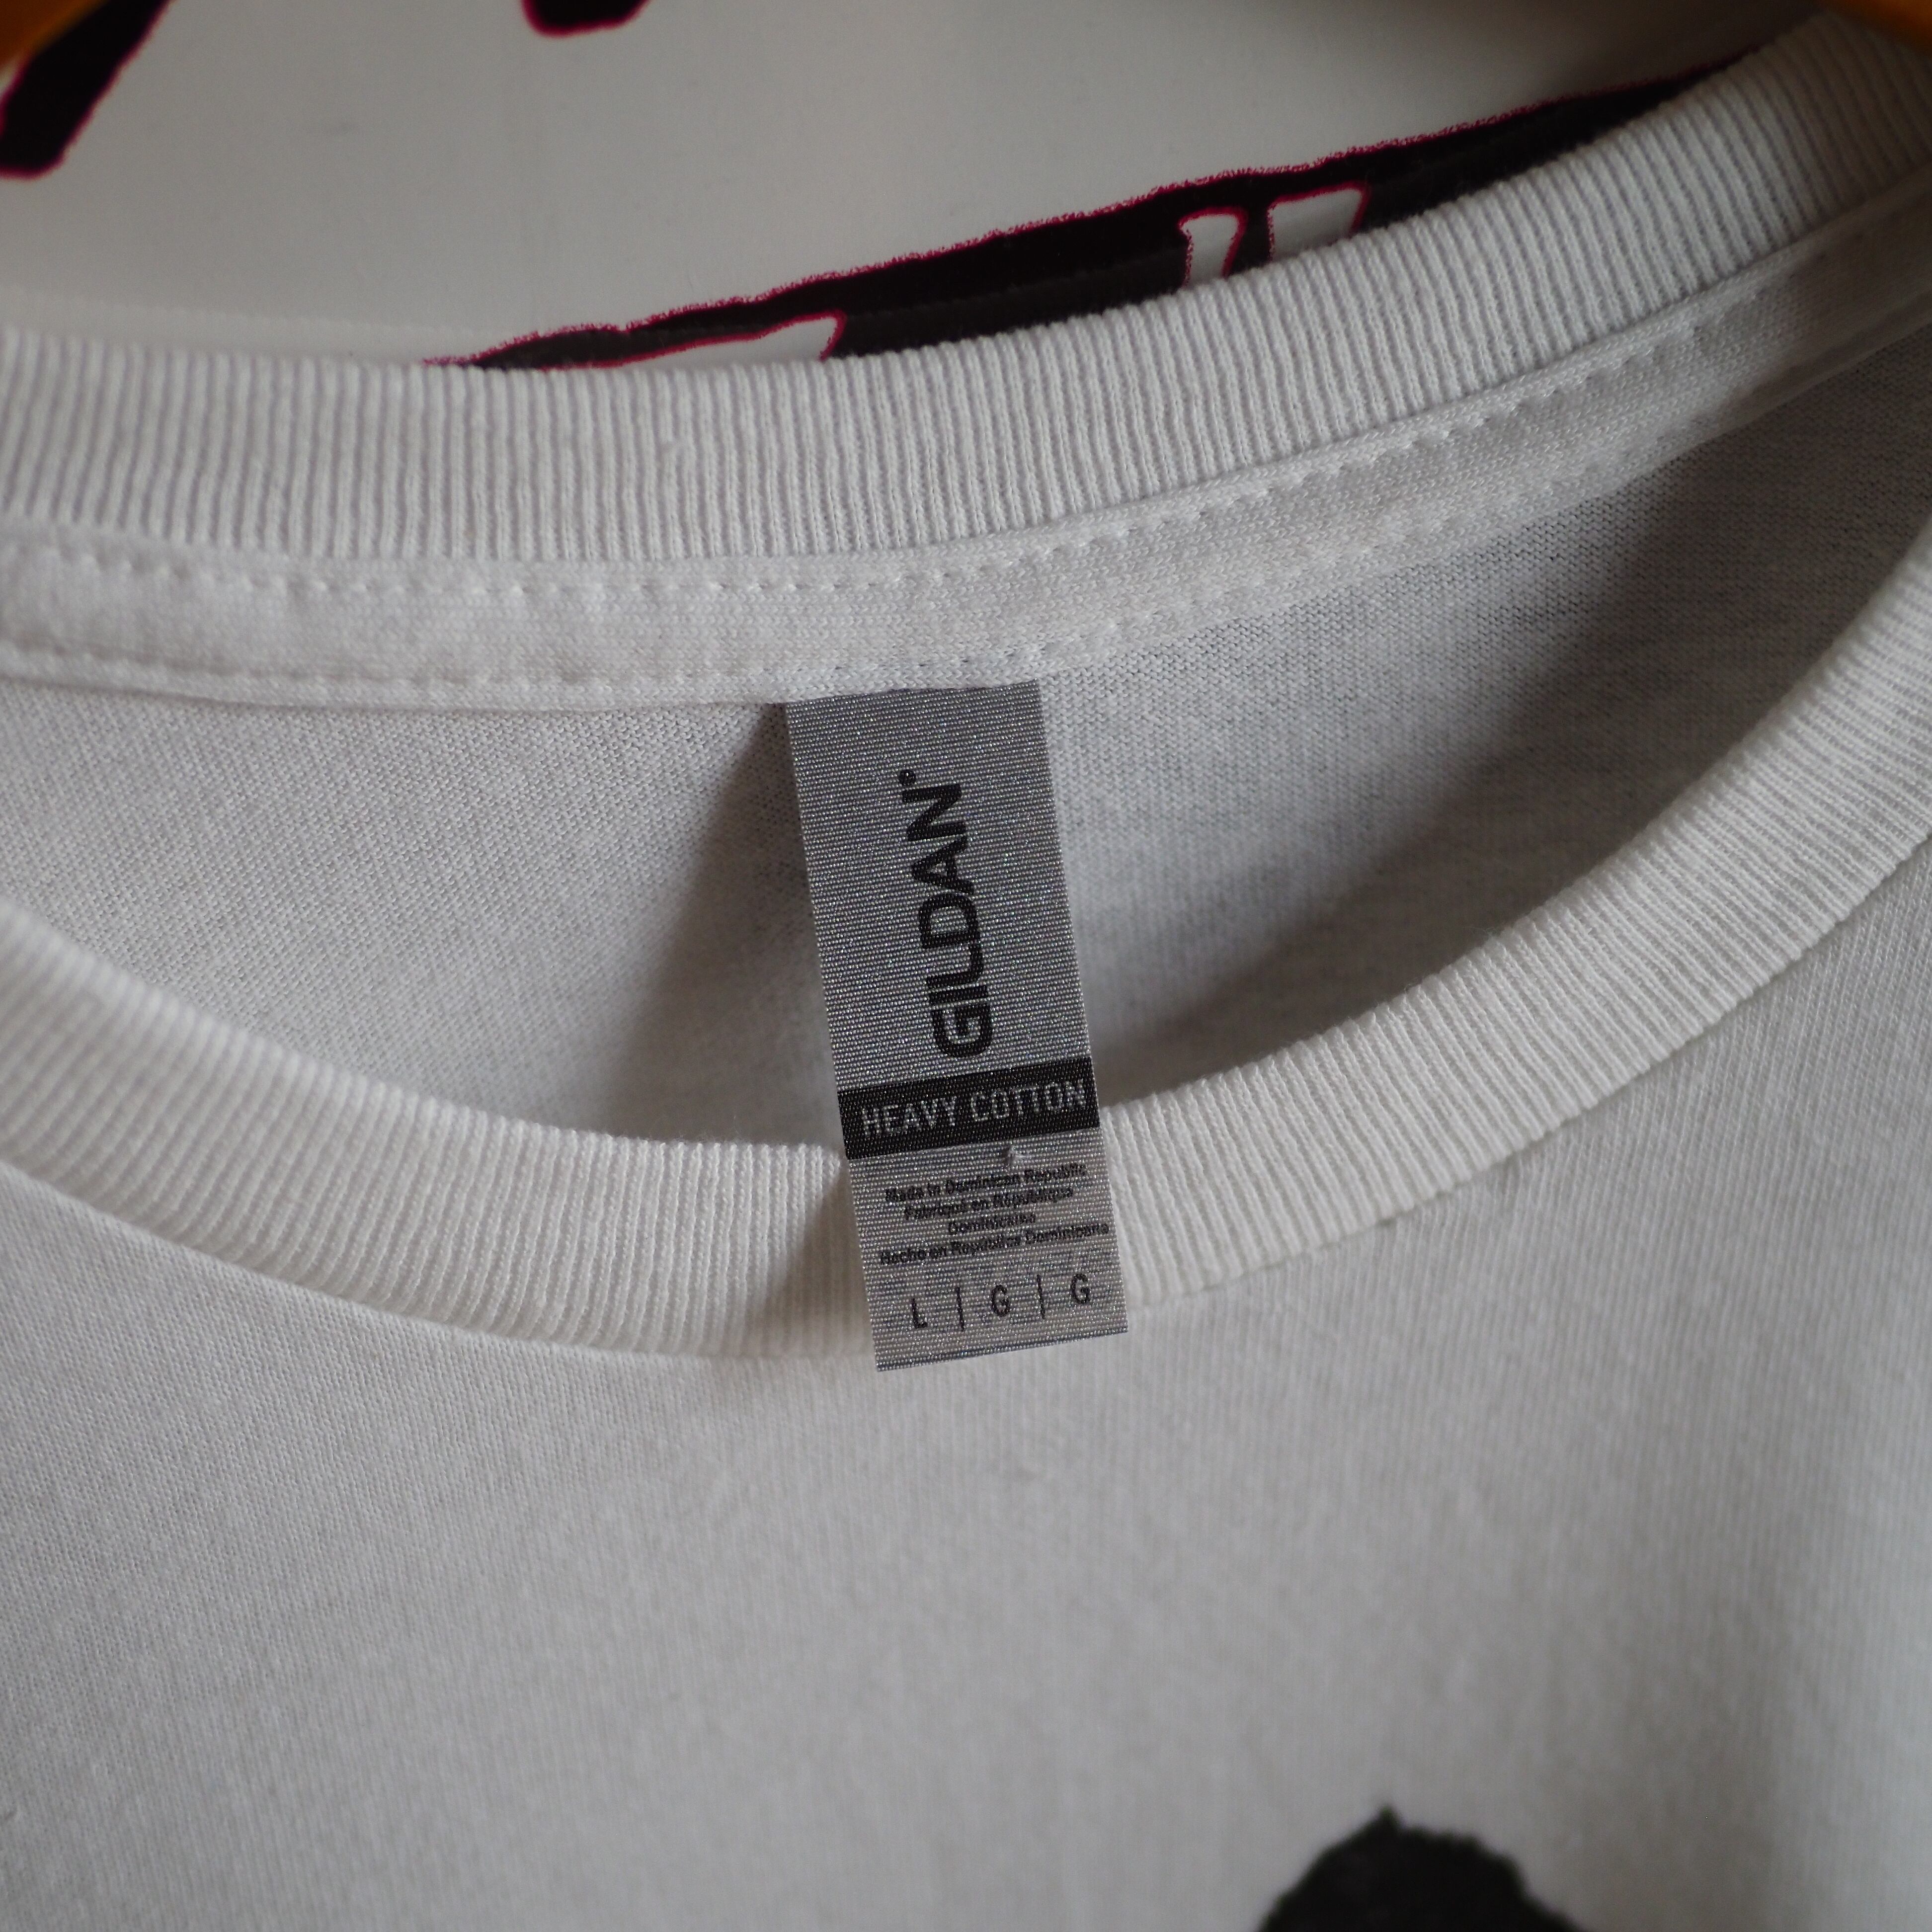 GILDAN®
HEAVY COTTON
Made in Dominican Republic
Fabriqué en République
Dominicaine
Hecho en República Dominicana
L | G | G